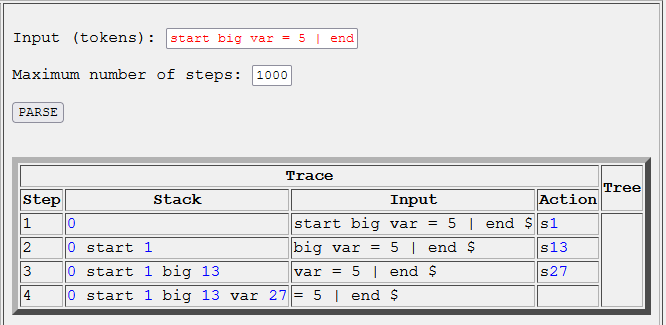 Input (tokens): start big var = 5 | end
Maximum number of steps: 1000
PARSE
Trace Tree
Step Stack Input Action
1 0 start big var = 5 | end $ s1
2 0 start 1 big var = 5 | end $ s13
3 0 start 1 big 13 var = 5 | end $ s27
4 0 start 1 big 13 var 27 = 5 | end $